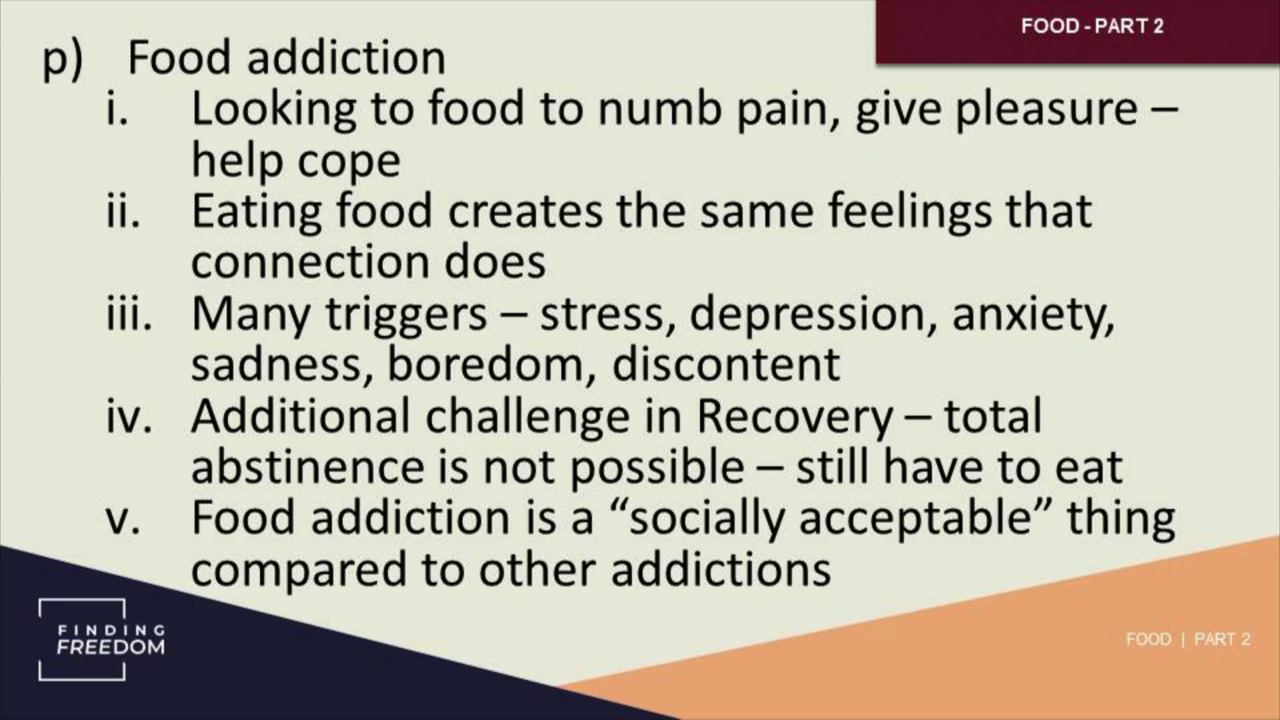 FOOD - PART 2
p) Food addiction
i. Looking to food to numb pain, give pleasure –
help cope
ii. Eating food creates the same feelings that
connection does
iii. Many triggers – stress, depression, anxiety,
sadness, boredom, discontent
iv. Additional challenge in Recovery – total
abstinence is not possible – still have to eat
v. Food addiction is a “socially acceptable” thing
compared to other addictions
FINDING
FREEDOM
FOOD | PART 2